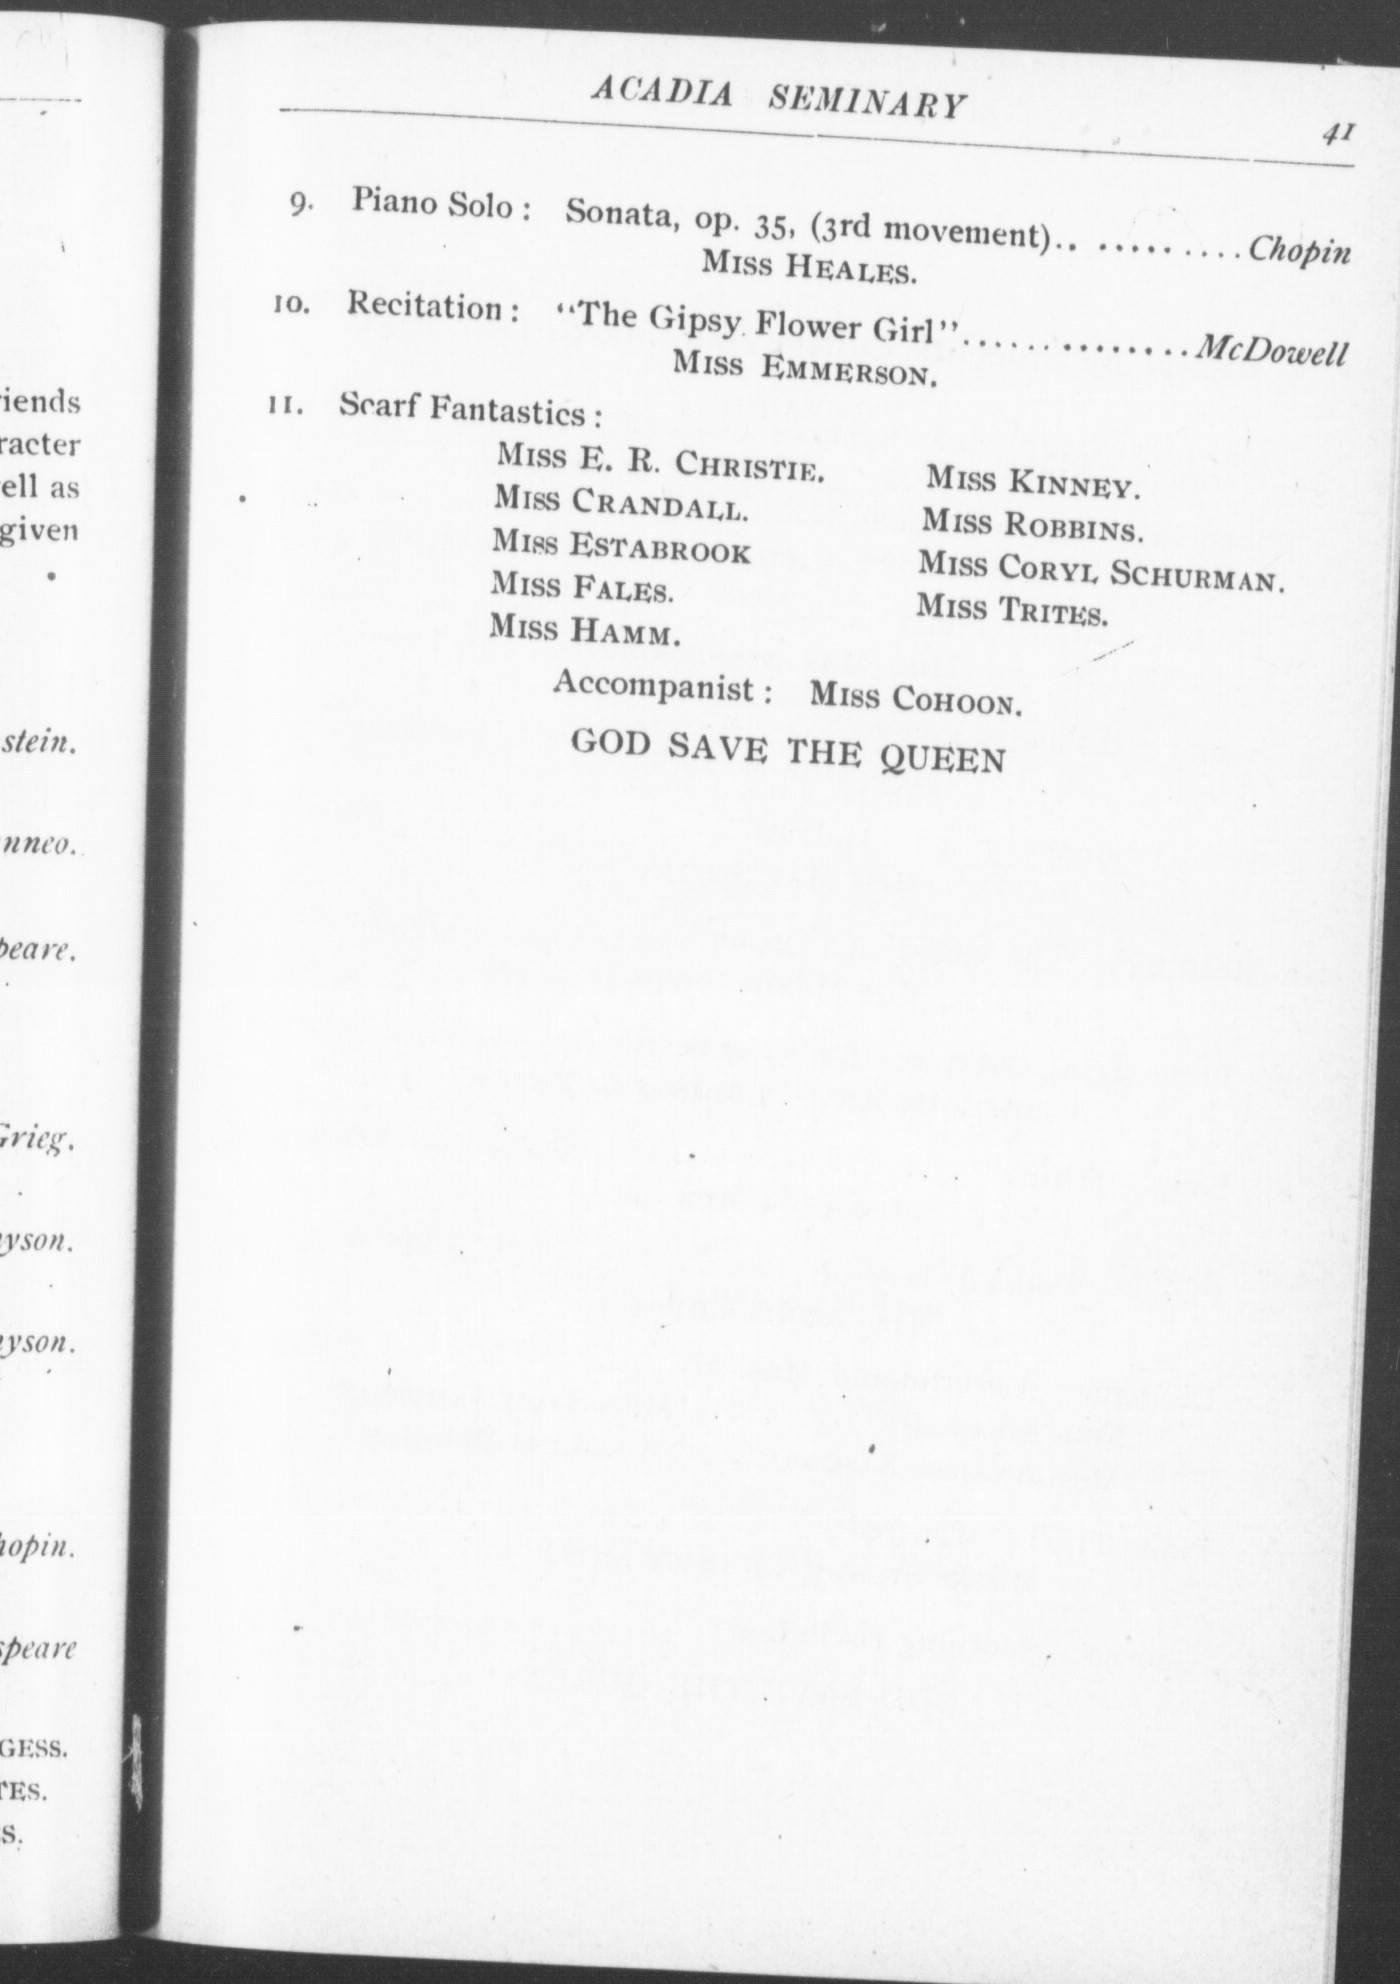 iends
racter
ell as
given
stein.
nneo.
peare.
Grieg.
yson.
yson.
hopin.
speare
GESS.
TES.
S.
ACADIA SEMINARY
41
9. Piano Solo: Sonata, op. 35, (3rd movement).. ..........Chopin
MISS HEALES.
10. Recitation: "The Gipsy Flower Girl"...............McDowell
MISS EMMERSON.
11. Scarf Fantastics:
MISS E. R. CHRISTIE. MISS KINNEY.
MISS CRANDALL. MISS ROBBINS.
MISS ESTABROOK MISS CORYL SCHURMAN.
MISS FALES. MISS TRITES.
MISS HAMM.
Accompanist: MISS COHOON.
GOD SAVE THE QUEEN